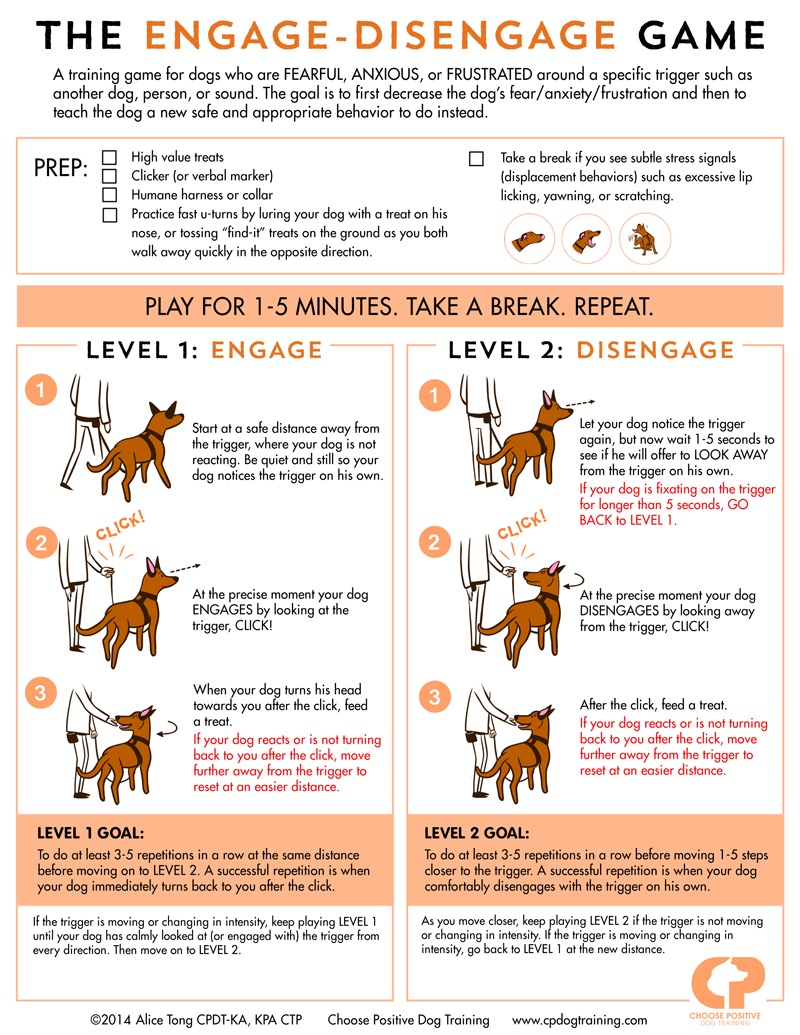 THE ENGAGE-DISENGAGE GAME
A training game for dogs who are FEARFUL, ANXIOUS, or FRUSTRATED around a specific trigger such as
another dog, person, or sound. The goal is to first decrease the dog's fear/anxiety/frustration and then to
teach the dog a new safe and appropriate behavior to do instead.
PREP:
High value treats
Clicker (or verbal marker)
Humane harness or collar
Practice fast u-turns by luring your dog with a treat on his
nose, or tossing "find-it" treats on the ground as you both
walk away quickly in the opposite direction.
Take a break if you see subtle stress signals
(displacement behaviors) such as excessive lip
licking, yawning, or scratching.
PLAY FOR 1-5 MINUTES. TAKE A BREAK. REPEAT.
LEVEL 1: ENGAGE
1
Start at a safe distance away from
the trigger, where your dog is not
reacting. Be quiet and still so your
dog notices the trigger on his own.
CLICK!
2
At the precise moment your dog
ENGAGES by looking at the
trigger, CLICK!
3
When your dog turns his head
towards you after the click, feed
a treat.
If your dog reacts or is not turning
back to you after the click, move
further away from the trigger to
reset at an easier distance.
LEVEL 1 GOAL:
To do at least 3-5 repetitions in a row at the same distance
before moving on to LEVEL 2. A successful repetition is when
your dog immediately turns back to you after the click.
If the trigger is moving or changing in intensity, keep playing LEVEL 1
until your dog has calmly looked at (or engaged with) the trigger from
every direction. Then move on to LEVEL 2.
LEVEL 2: DISENGAGE
1
Let your dog notice the trigger
again, but now wait 1-5 seconds to
see if he will offer to LOOK AWAY
from the trigger on his own.
If your dog is fixating on the trigger
for longer than 5 seconds, GO
BACK to LEVEL 1.
CLICK!
2
At the precise moment your dog
DISENGAGES by looking away
from the trigger, CLICK!
3
After the click, feed a treat.
If your dog reacts or is not turning
back to you after the click, move
further away from the trigger to
reset at an easier distance.
LEVEL 2 GOAL:
To do at least 3-5 repetitions in a row before moving 1-5 steps
closer to the trigger. A successful repetition is when your dog
comfortably disengages with the trigger on his own.
As you move closer, keep playing LEVEL 2 if the trigger is not moving
or changing in intensity. If the trigger is moving or changing in
intensity, go back to LEVEL 1 at the new distance.
CP
CHOOSE POSITIVE
DOG TRAINING
©2014 Alice Tong CPDT-KA, KPA CTP Choose Positive Dog Training www.cpdogtraining.com